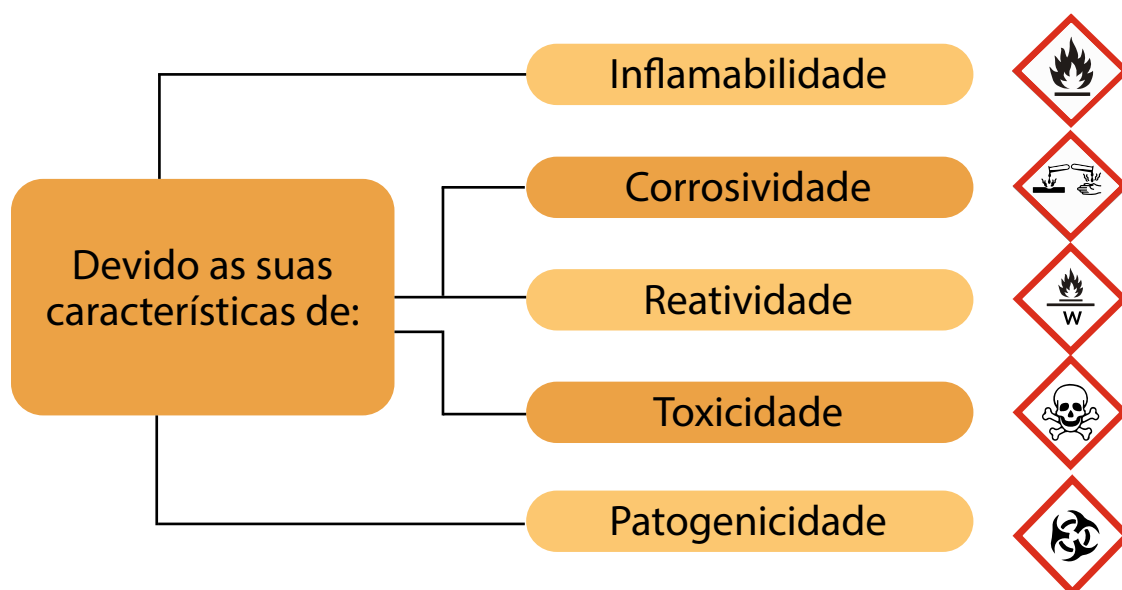 Inflamabilidade
Corrosividade
Devido as suas
características de:
Reatividade
W
Toxicidade
Patogenicidade